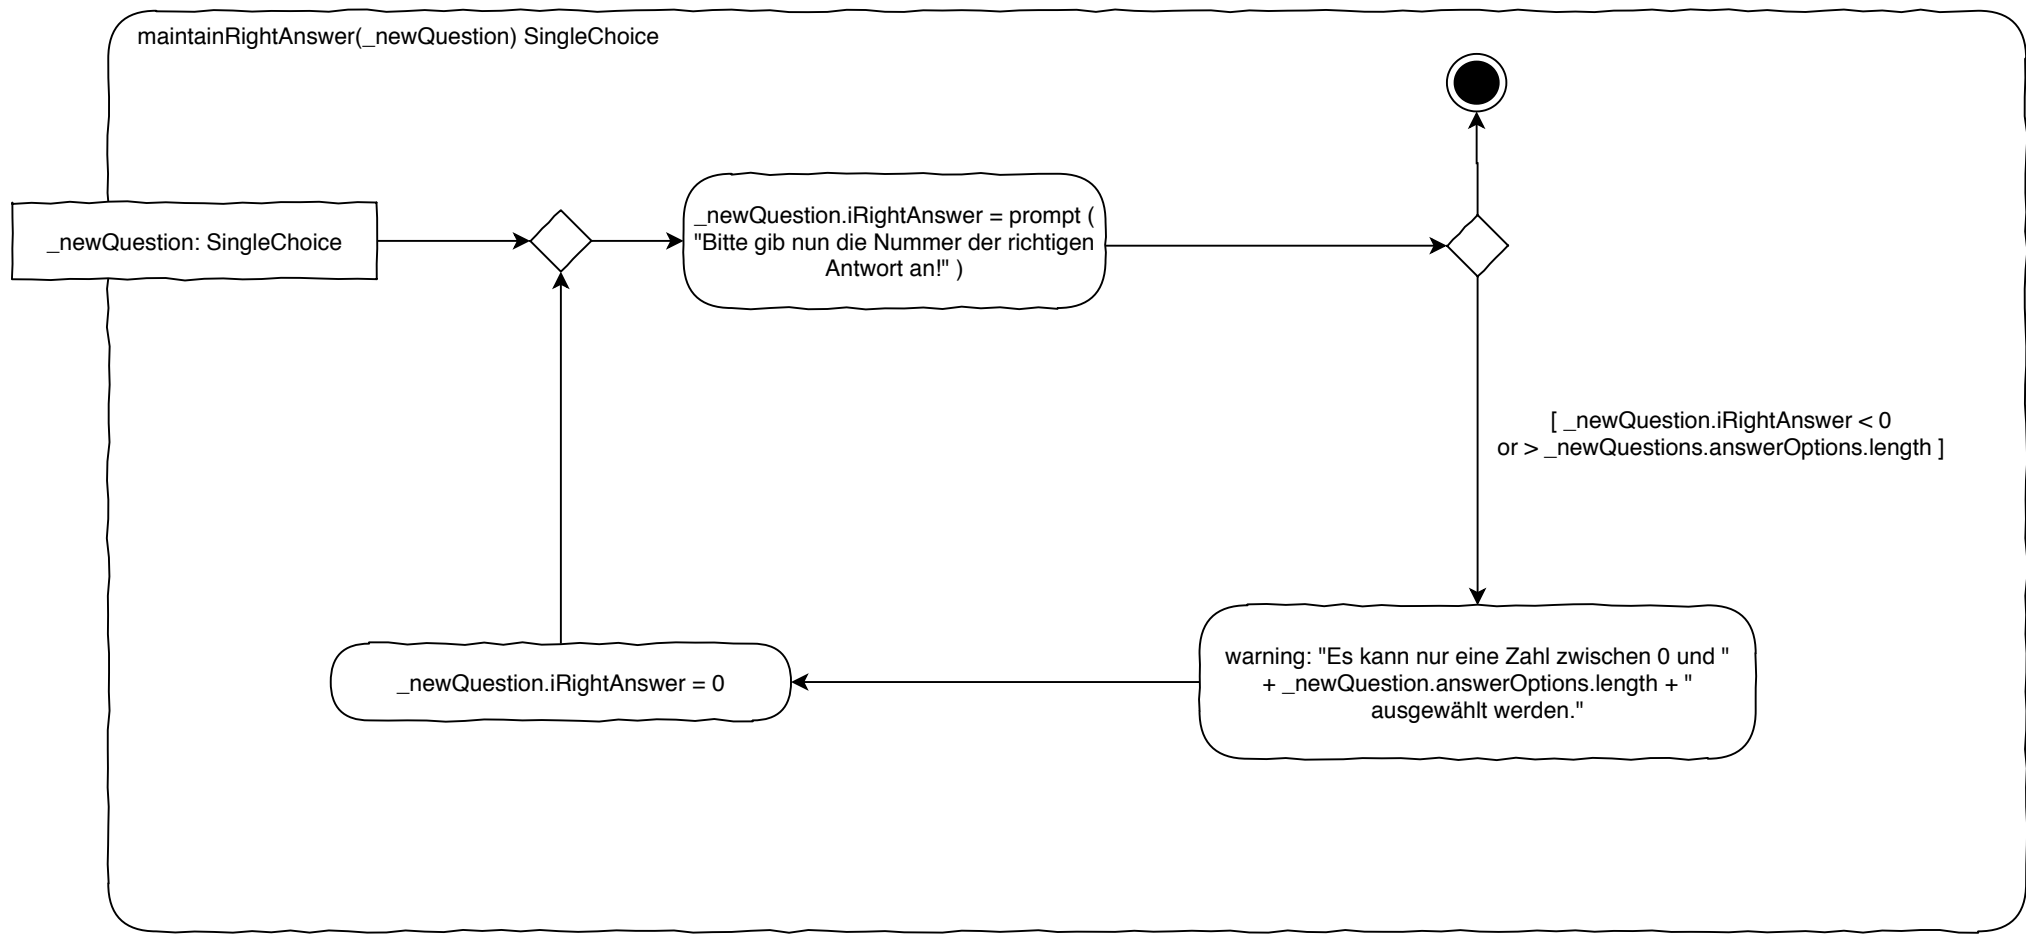 maintainRightAnswer(_newQuestion) SingleChoice
_newQuestion: SingleChoice
_newQuestion.iRightAnswer = prompt (
"Bitte gib nun die Nummer der richtigen
Antwort an!" )
[ _newQuestion.iRightAnswer < 0
or > _newQuestions.answerOptions.length ]
warning: "Es kann nur eine Zahl zwischen 0 und "
+ _newQuestion.answerOptions.length + "
ausgewählt werden."
_newQuestion.iRightAnswer = 0